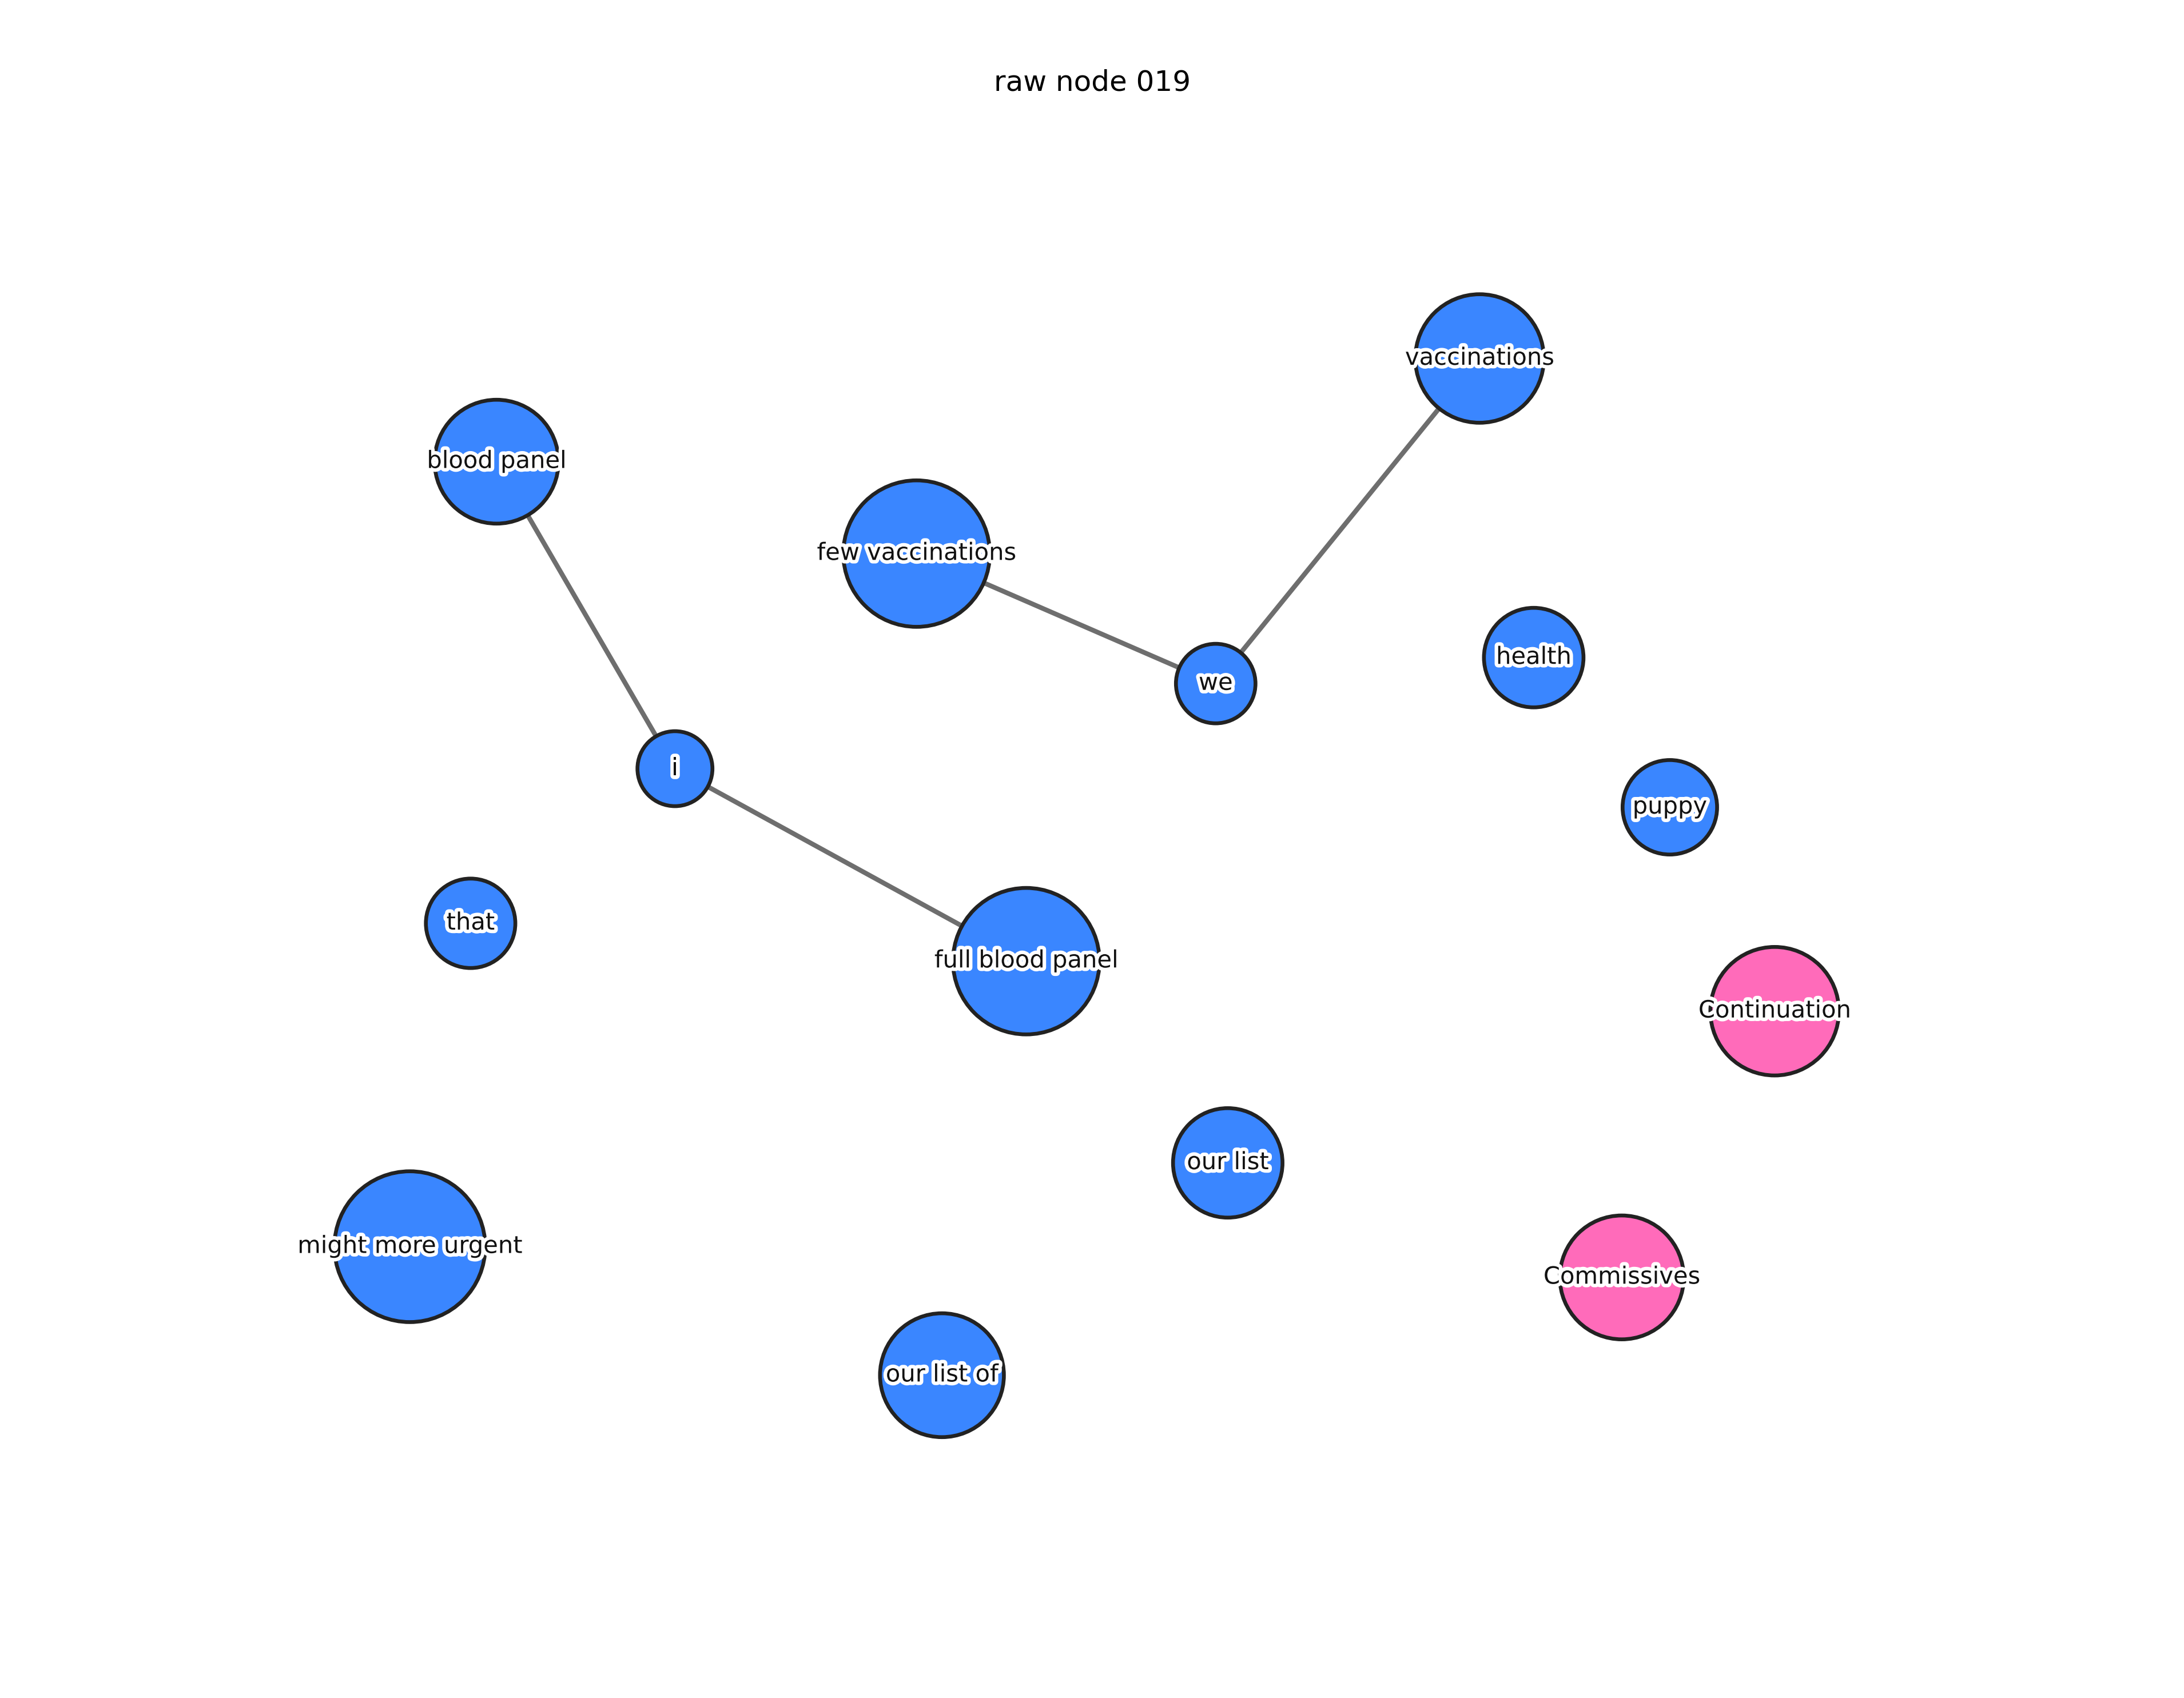 raw node 019
vaccinations
blood panel
few vaccinations
health
we
i
puppy
that
full blood panel
Continuation
our list
might more urgent
Commissives
our list of